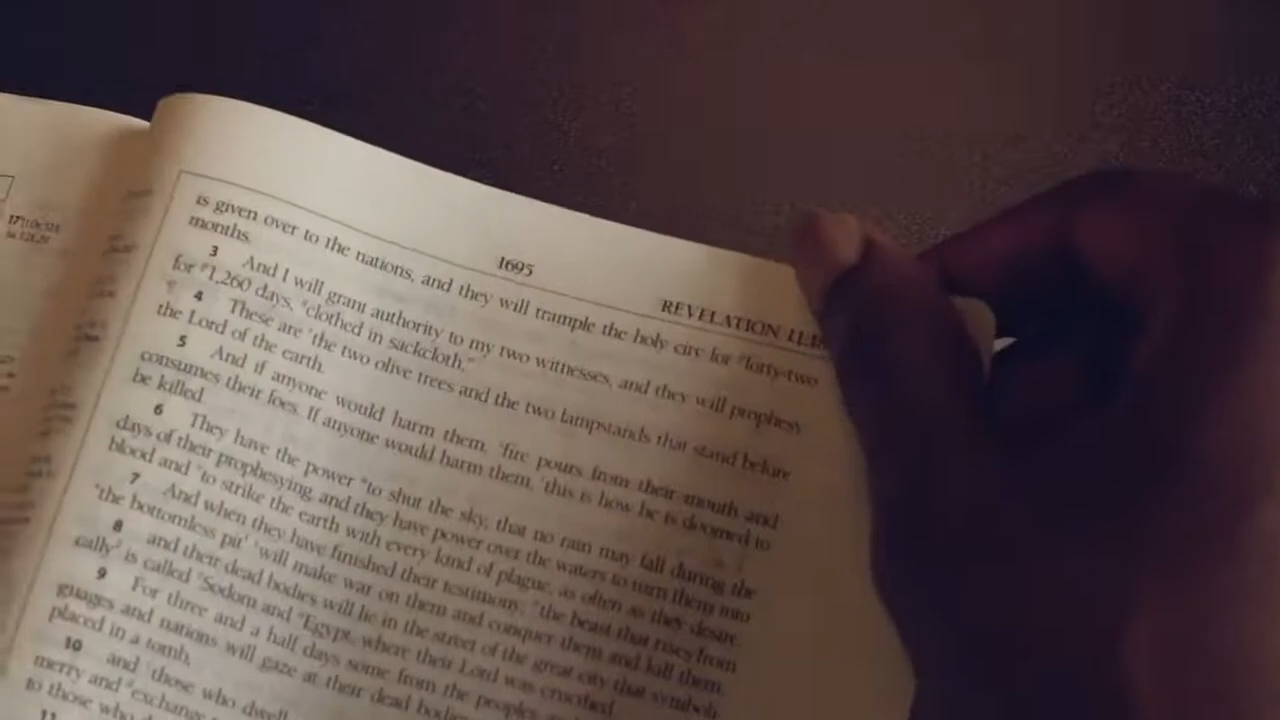 1695
REVELATION
is given over to the nations, and they will trample the holy city for forty-two
months.
3 And I will grant authority to my two witnesses, and they will prophesy
for 1,260 days, clothed in sackcloth."
4 These are the two olive trees and the two lampstands that stand before
the Lord of the earth.
5 And if anyone would harm them, fire pours from their mouth and
consumes their foes. If anyone would harm them, this is how he is doomed to
be killed.
6 They have the power to shut the sky, that no rain may fall during the
days of their prophesying, and they have power over the waters to turn them into
blood and to strike the earth with every kind of plague, as often as they desire.
7 And when they have finished their testimony, the beast that rises from
the bottomless pit will make war on them and conquer them and kill them,
8 and their dead bodies will lie in the street of the great city that symboli-
cally is called Sodom and Egypt, where their Lord was crucified.
9 For three and a half days some from the peoples
guages and nations will gaze at their dead bodies
placed in a tomb,
10 and those who dwell
merry and exchange
to those who
11